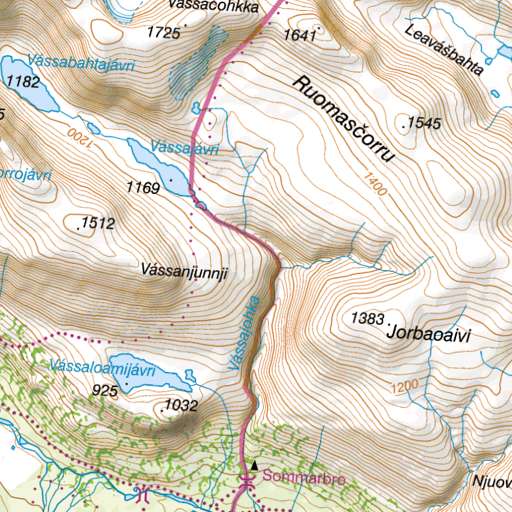 Vássačohkka
1725
1641
Leavášbahta
Vássabahtajávri
1182
Ruomasčorru
1545
1200
Vássajávri
1400
orrojávri
1169
1512
Vássanjunnji
Vássajohka
1383
Jorbaoaivi
Vássaloamijávri
925
1032
1200
Sommarbro
Njuov